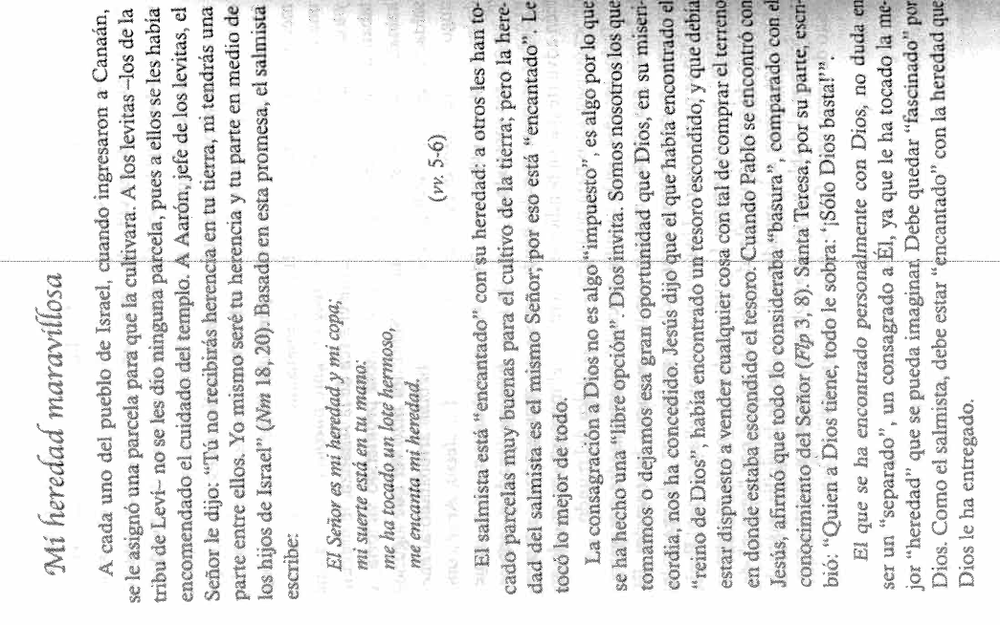 Mi heredad maravillosa
A cada uno del pueblo de Israel, cuando ingresaron a Canaán,
se le asignó una parcela para que la cultivara. A los levitas –los de la
tribu de Levi– no se les dio ninguna parcela, pues a ellos se les había
encomendado el cuidado del templo. A Aarón, jefe de los levitas, el
Señor le dijo: “Tú no recibirás herencia en tu tierra, ni tendrás una
parte entre ellos. Yo mismo seré tu herencia y tu parte en medio de
los hijos de Israel” (Nm 18, 20). Basado en esta promesa, el salmista
escribe:
El Señor es mi heredad y mi copa;
mi suerte está en tu mano:
me ha tocado un lote hermoso,
me encanta mi heredad.
(vv. 5-6)
El salmista está “encantado” con su heredad: a otros les han to-
cado parcelas muy buenas para el cultivo de la tierra; pero la here-
dad del salmista es el mismo Señor; por eso está “encantado”. Le
tocó lo mejor de todo.
La consagración a Dios no es algo “impuesto”, es algo por lo que
se ha hecho una “libre opción”. Dios invita. Somos nosotros los que
tomamos o dejamos esa gran oportunidad que Dios, en su miseri-
cordia, nos ha concedido. Jesús dijo que el que había encontrado el
“reino de Dios”, había encontrado un tesoro escondido, y que debía
estar dispuesto a vender cualquier cosa con tal de comprar el terreno
en donde estaba escondido el tesoro. Cuando Pablo se encontró con
Jesús, afirmó que todo lo consideraba “basura”, comparado con el
conocimiento del Señor (Flp 3, 8). Santa Teresa, por su parte, escri-
bió: “Quien a Dios tiene, todo le sobra: ‘¡Sólo Dios basta!’”.
El que se ha encontrado personalmente con Dios, no duda en
ser un “separado”, un consagrado a Él, ya que le ha tocado la me-
jor “heredad” que se pueda imaginar. Debe quedar “fascinado” por
Dios. Como el salmista, debe estar “encantado” con la heredad que
Dios le ha entregado.